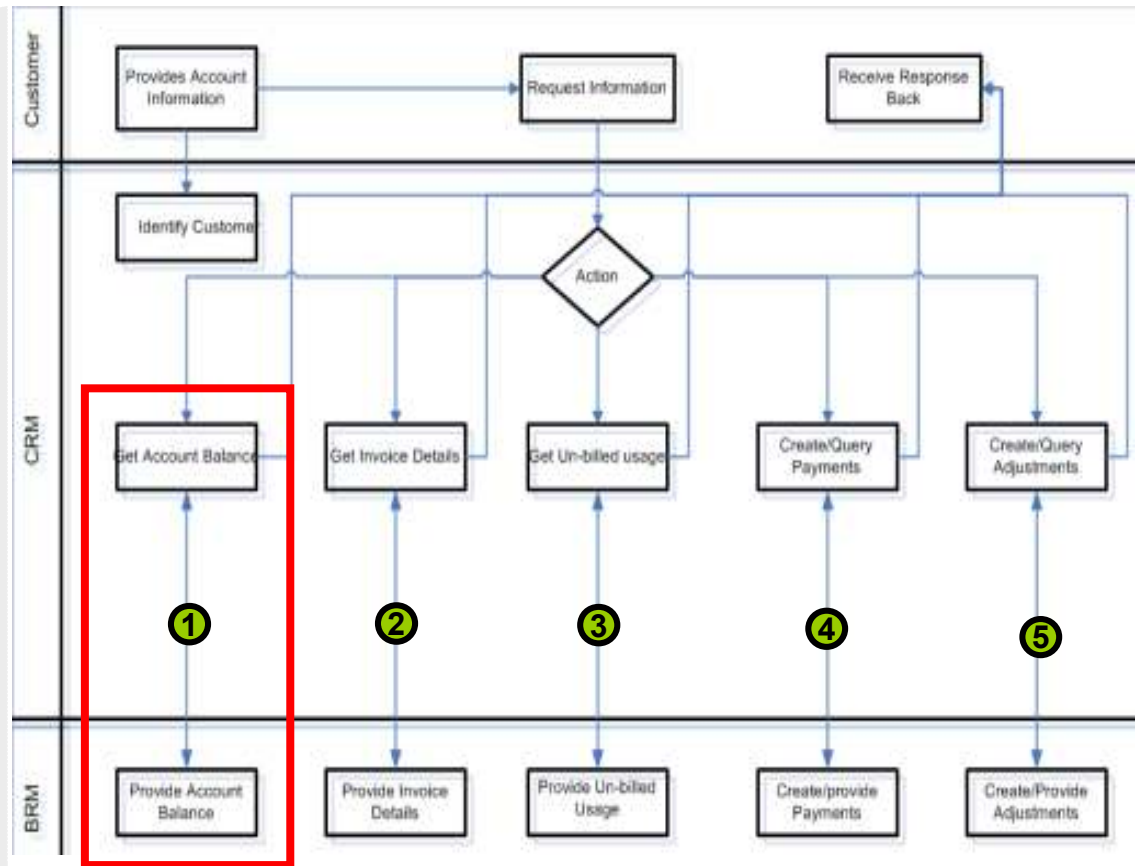 Customer
Provides Account
Information
Request Information
Receive Response
Back
CRM
Identify Custome
Action
Get Account Balance
Get Invoice Details
Get Un-billed usage
Create/Query
Payments
Create/Query
Adjustments
1
2
3
4
5
BRM
Provide Account
Balance
Provide Invoice
Details
Provide Un-billed
Usage
Create/provide
Payments
Create/Provide
Adjustments